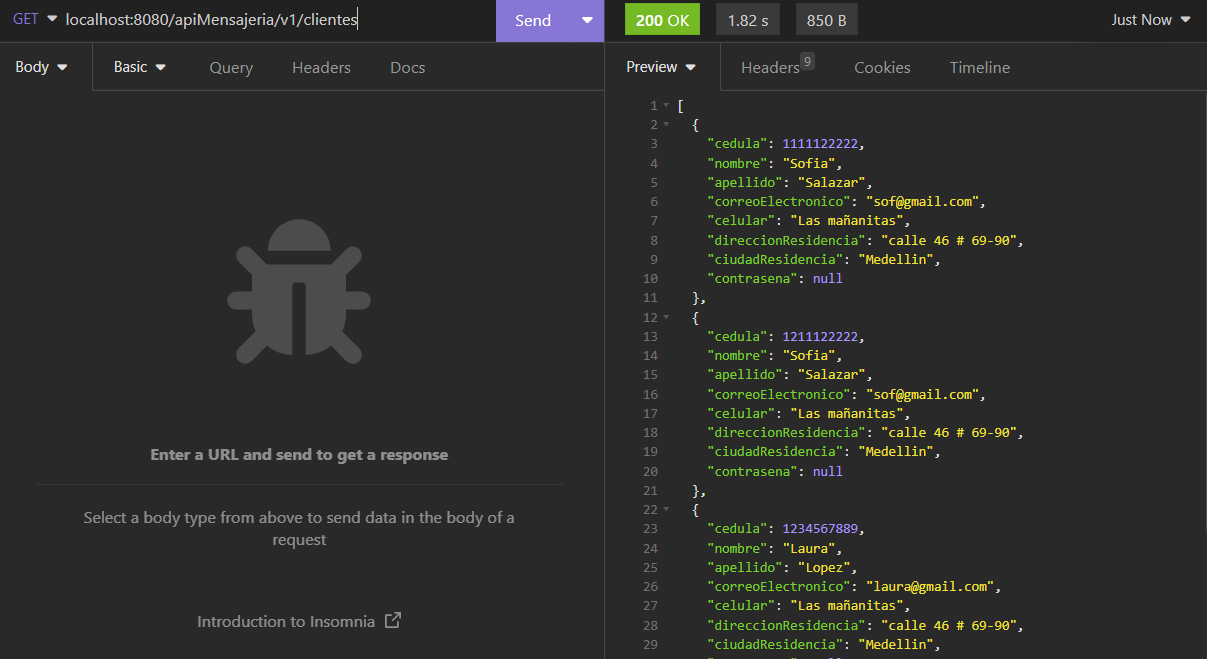 GET localhost:8080/apiMensajeria/v1/clientes Send
200 OK 1.82 s 850 B Just Now
Body Basic Query Headers Docs
Preview Headers 9 Cookies Timeline
Enter a URL and send to get a response
Select a body type from above to send data in the body of a
request
Introduction to Insomnia
1 [
2 {
3 "cedula": 1111122222,
4 "nombre": "Sofia",
5 "apellido": "Salazar",
6 "correoElectronico": "sof@gmail.com",
7 "celular": "Las mañanitas",
8 "direccionResidencia": "calle 46 # 69-90",
9 "ciudadResidencia": "Medellin",
10 "contrasena": null
11 },
12 {
13 "cedula": 1211122222,
14 "nombre": "Sofia",
15 "apellido": "Salazar",
16 "correoElectronico": "sof@gmail.com",
17 "celular": "Las mañanitas",
18 "direccionResidencia": "calle 46 # 69-90",
19 "ciudadResidencia": "Medellin",
20 "contrasena": null
21 },
22 {
23 "cedula": 1234567889,
24 "nombre": "Laura",
25 "apellido": "Lopez",
26 "correoElectronico": "laura@gmail.com",
27 "celular": "Las mañanitas",
28 "direccionResidencia": "calle 46 # 69-90",
29 "ciudadResidencia": "Medellin",